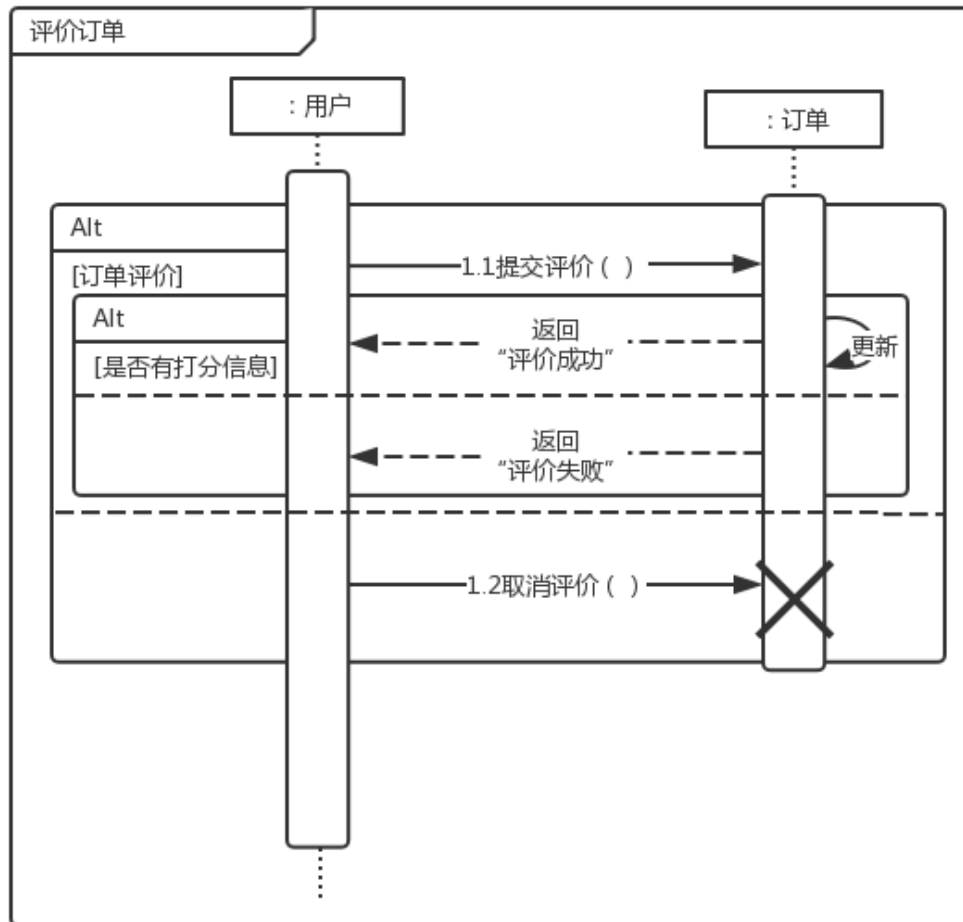 评价订单
：用户
：订单
Alt
[订单评价]
1.1提交评价（ ）
Alt
[是否有打分信息]
返回
“评价成功”
更新
返回
“评价失败”
1.2取消评价（ ）